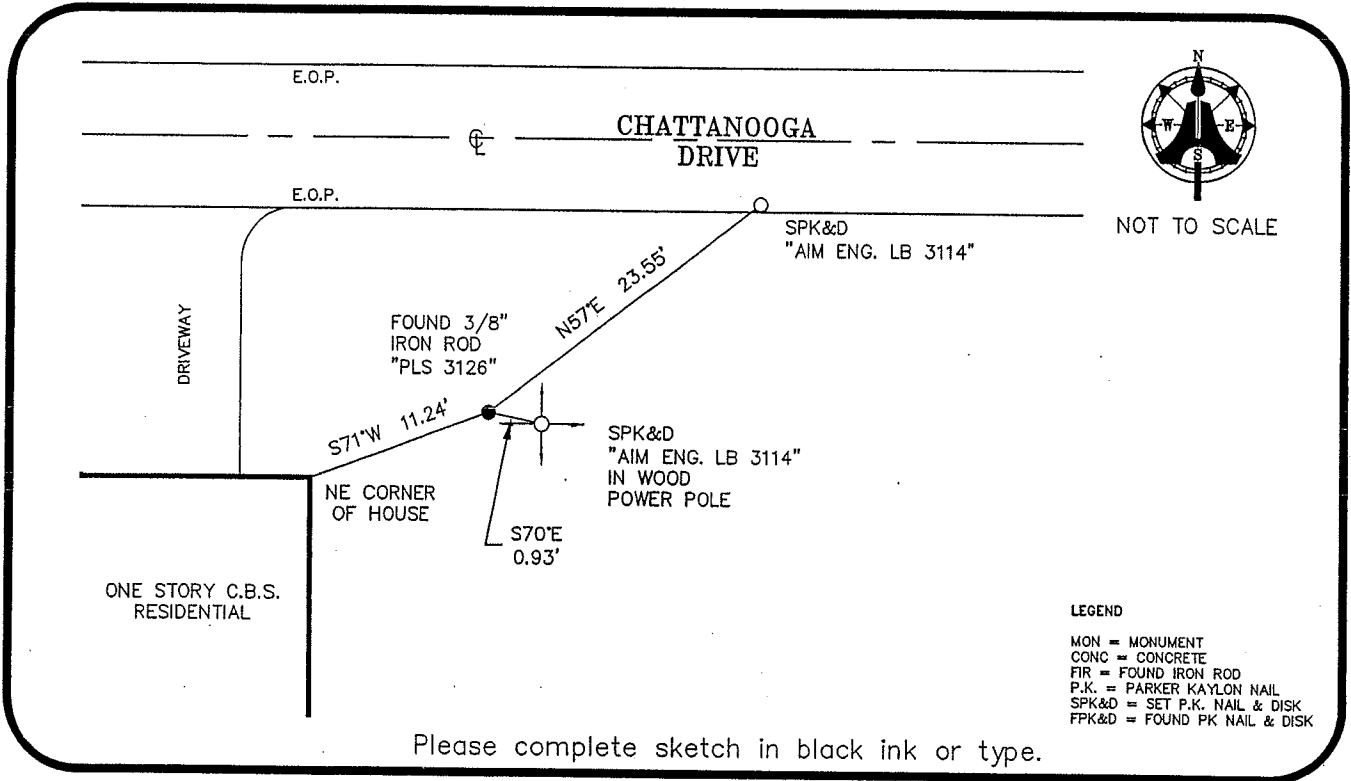 E.O.P.
N
W E
S
℄
CHATTANOOGA
DRIVE
E.O.P.
NOT TO SCALE
SPK&D
"AIM ENG. LB 3114"
N57°E 23.55'
DRIVEWAY
FOUND 3/8"
IRON ROD
"PLS 3126"
S71°W 11.24'
SPK&D
"AIM ENG. LB 3114"
IN WOOD
POWER POLE
NE CORNER
OF HOUSE
S70°E
0.93'
ONE STORY C.B.S.
RESIDENTIAL
LEGEND
MON = MONUMENT
CONC = CONCRETE
FIR = FOUND IRON ROD
P.K. = PARKER KAYLON NAIL
SPK&D = SET P.K. NAIL & DISK
FPK&D = FOUND PK NAIL & DISK
Please complete sketch in black ink or type.